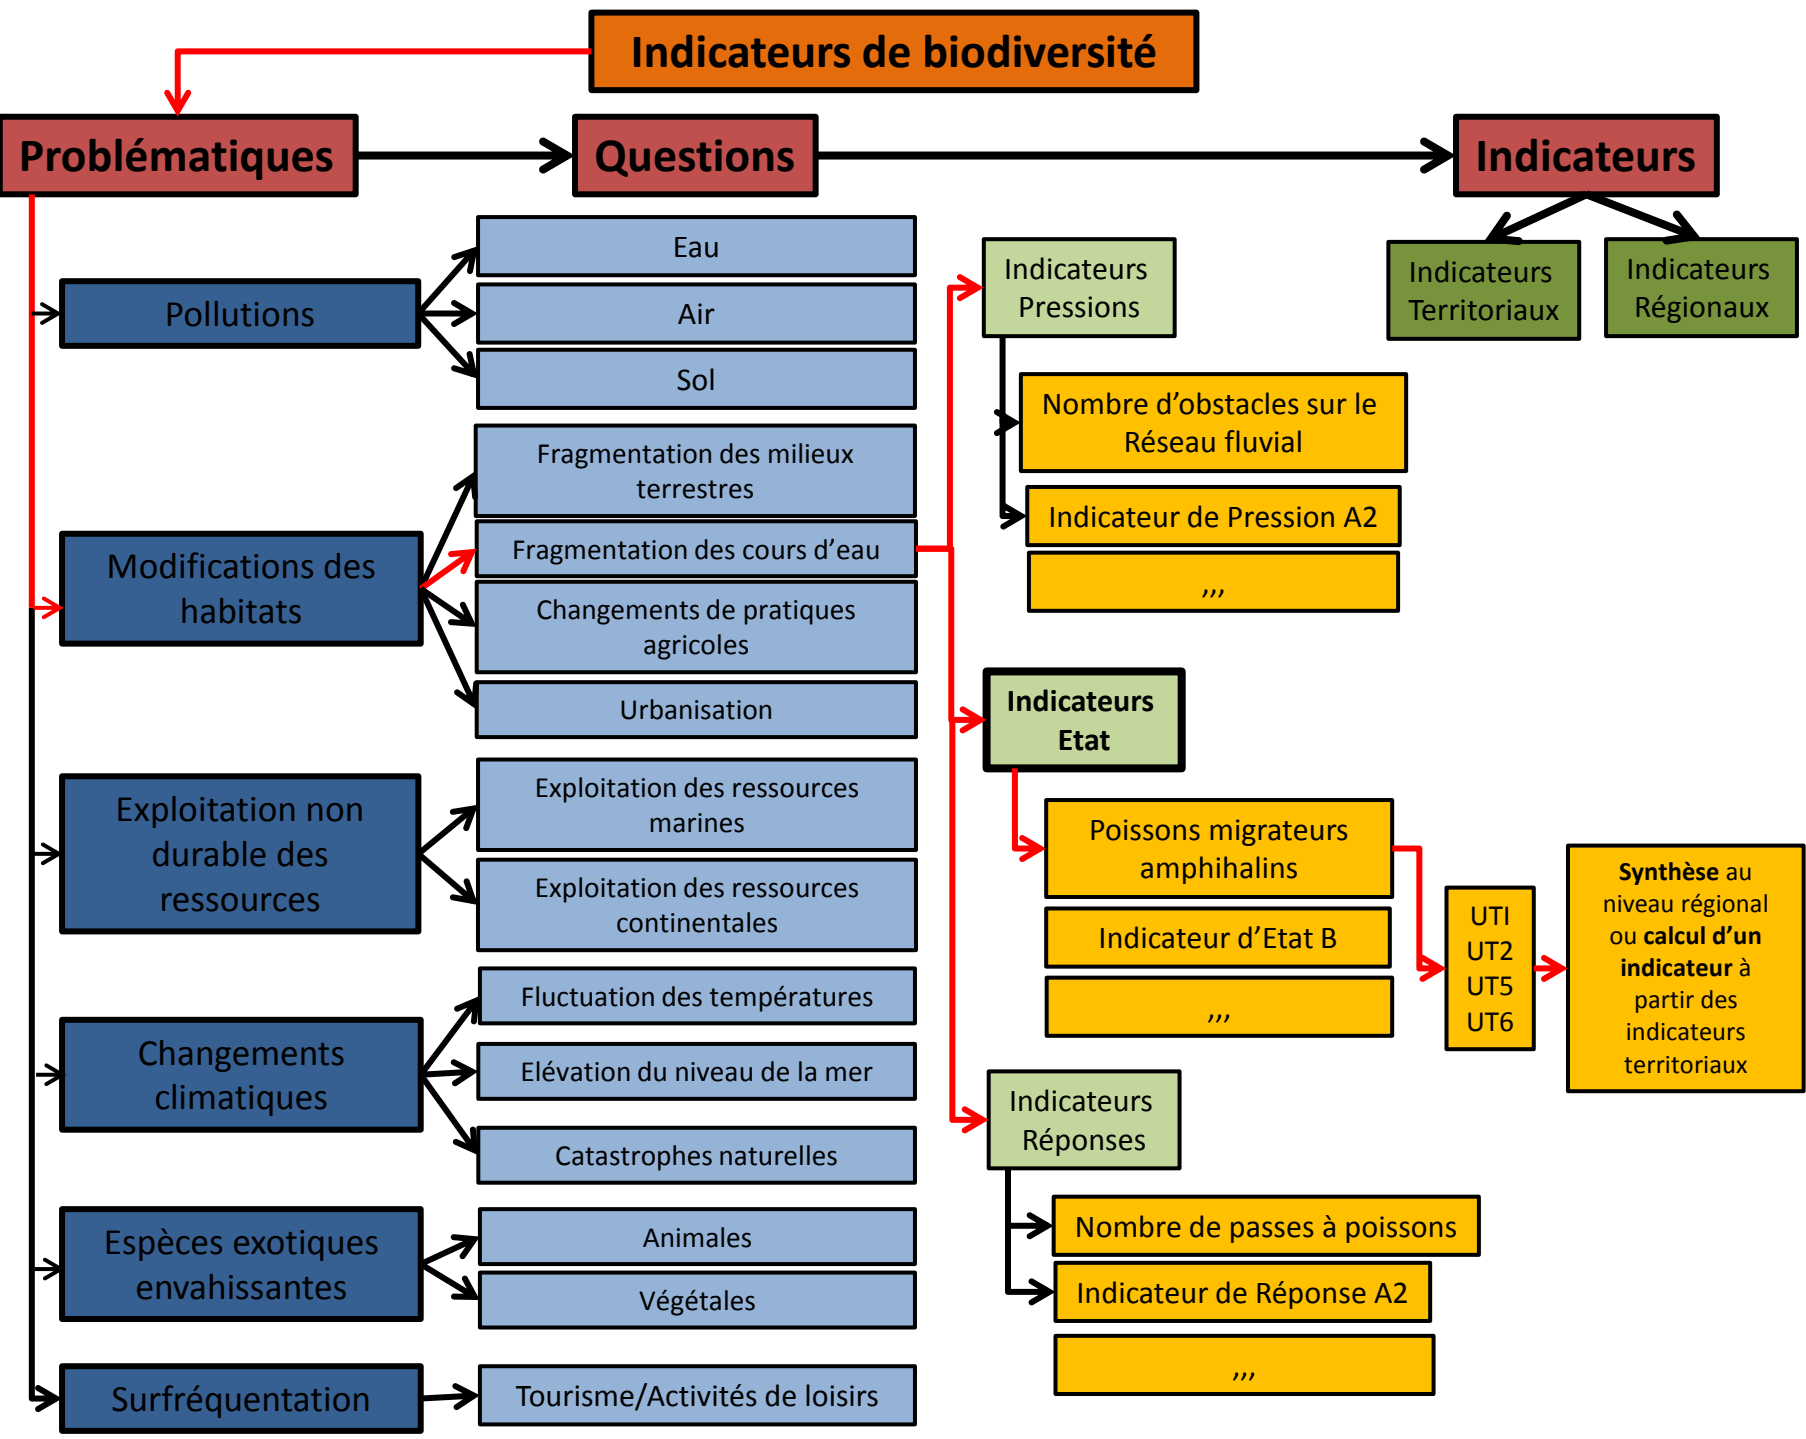 Indicateurs de biodiversité
Problématiques
Questions
Indicateurs
Indicateurs
Territoriaux
Indicateurs
Régionaux
Pollutions
Eau
Air
Sol
Modifications des
habitats
Fragmentation des milieux
terrestres
Fragmentation des cours d'eau
Changements de pratiques
agricoles
Urbanisation
Exploitation non
durable des
ressources
Exploitation des ressources
marines
Exploitation des ressources
continentales
Changements
climatiques
Fluctuation des températures
Elévation du niveau de la mer
Catastrophes naturelles
Espèces exotiques
envahissantes
Animales
Végétales
Surfréquentation
Tourisme/Activités de loisirs
Indicateurs
Pressions
Nombre d'obstacles sur le
Réseau fluvial
Indicateur de Pression A2
,,,
Indicateurs
Etat
Poissons migrateurs
amphihalins
Indicateur d'Etat B
,,,
UTI
UT2
UT5
UT6
Synthèse au
niveau régional
ou calcul d'un
indicateur à
partir des
indicateurs
territoriaux
Indicateurs
Réponses
Nombre de passes à poissons
Indicateur de Réponse A2
,,,